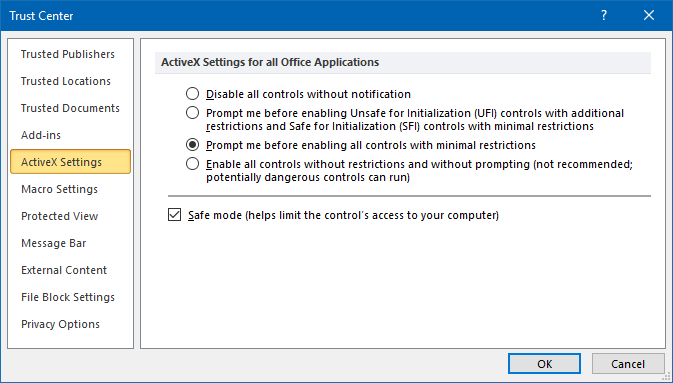 Trust Center
?
Trusted Publishers
Trusted Locations
Trusted Documents
Add-ins
ActiveX Settings
Macro Settings
Protected View
Message Bar
External Content
File Block Settings
Privacy Options
ActiveX Settings for all Office Applications
Disable all controls without notification
Prompt me before enabling Unsafe for Initialization (UFI) controls with additional
restrictions and Safe for Initialization (SFI) controls with minimal restrictions
Prompt me before enabling all controls with minimal restrictions
Enable all controls without restrictions and without prompting (not recommended;
potentially dangerous controls can run)
Safe mode (helps limit the control's access to your computer)
OK
Cancel